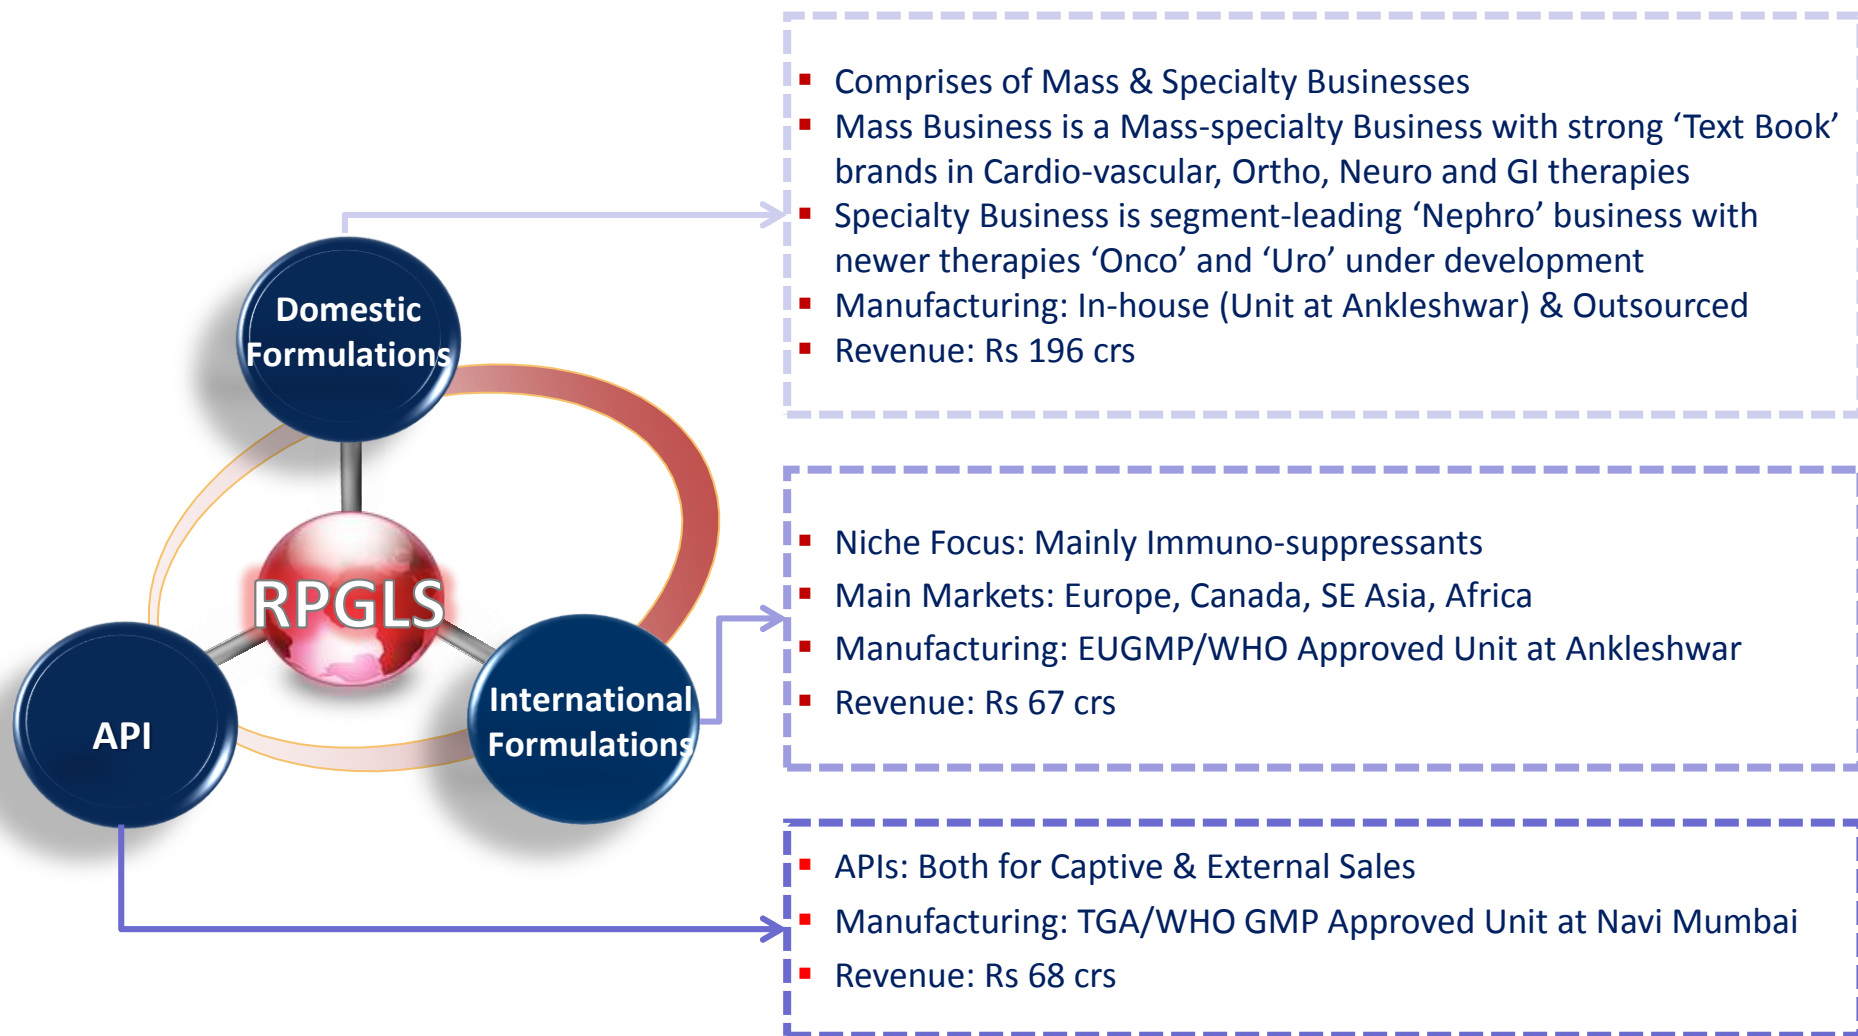 Domestic
Formulations
RPGLS
API
International
Formulations
▪ Comprises of Mass & Specialty Businesses
▪ Mass Business is a Mass-specialty Business with strong ‘Text Book’
brands in Cardio-vascular, Ortho, Neuro and GI therapies
▪ Specialty Business is segment-leading ‘Nephro’ business with
newer therapies ‘Onco’ and ‘Uro’ under development
▪ Manufacturing: In-house (Unit at Ankleshwar) & Outsourced
▪ Revenue: Rs 196 crs
▪ Niche Focus: Mainly Immuno-suppressants
▪ Main Markets: Europe, Canada, SE Asia, Africa
▪ Manufacturing: EUGMP/WHO Approved Unit at Ankleshwar
▪ Revenue: Rs 67 crs
▪ APIs: Both for Captive & External Sales
▪ Manufacturing: TGA/WHO GMP Approved Unit at Navi Mumbai
▪ Revenue: Rs 68 crs